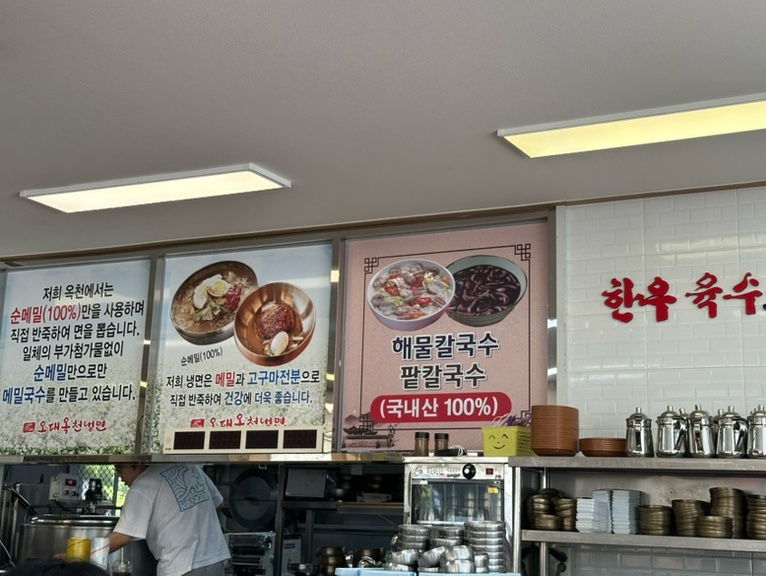 저희 옥천에서는
순메밀(100%)만을 사용하며
직접 반죽하여 면을 뽑습니다.
일체의 부가첨가물없이
순메밀만으로만
메밀국수를 만들고 있습니다.
오대옥천냉면
순메밀(100%)
저희 냉면은 메밀과 고구마전분으로
직접 반죽하여 건강에 더욱 좋습니다.
오대옥천냉면
해물칼국수
팥칼국수
(국내산 100%)
한우 육수